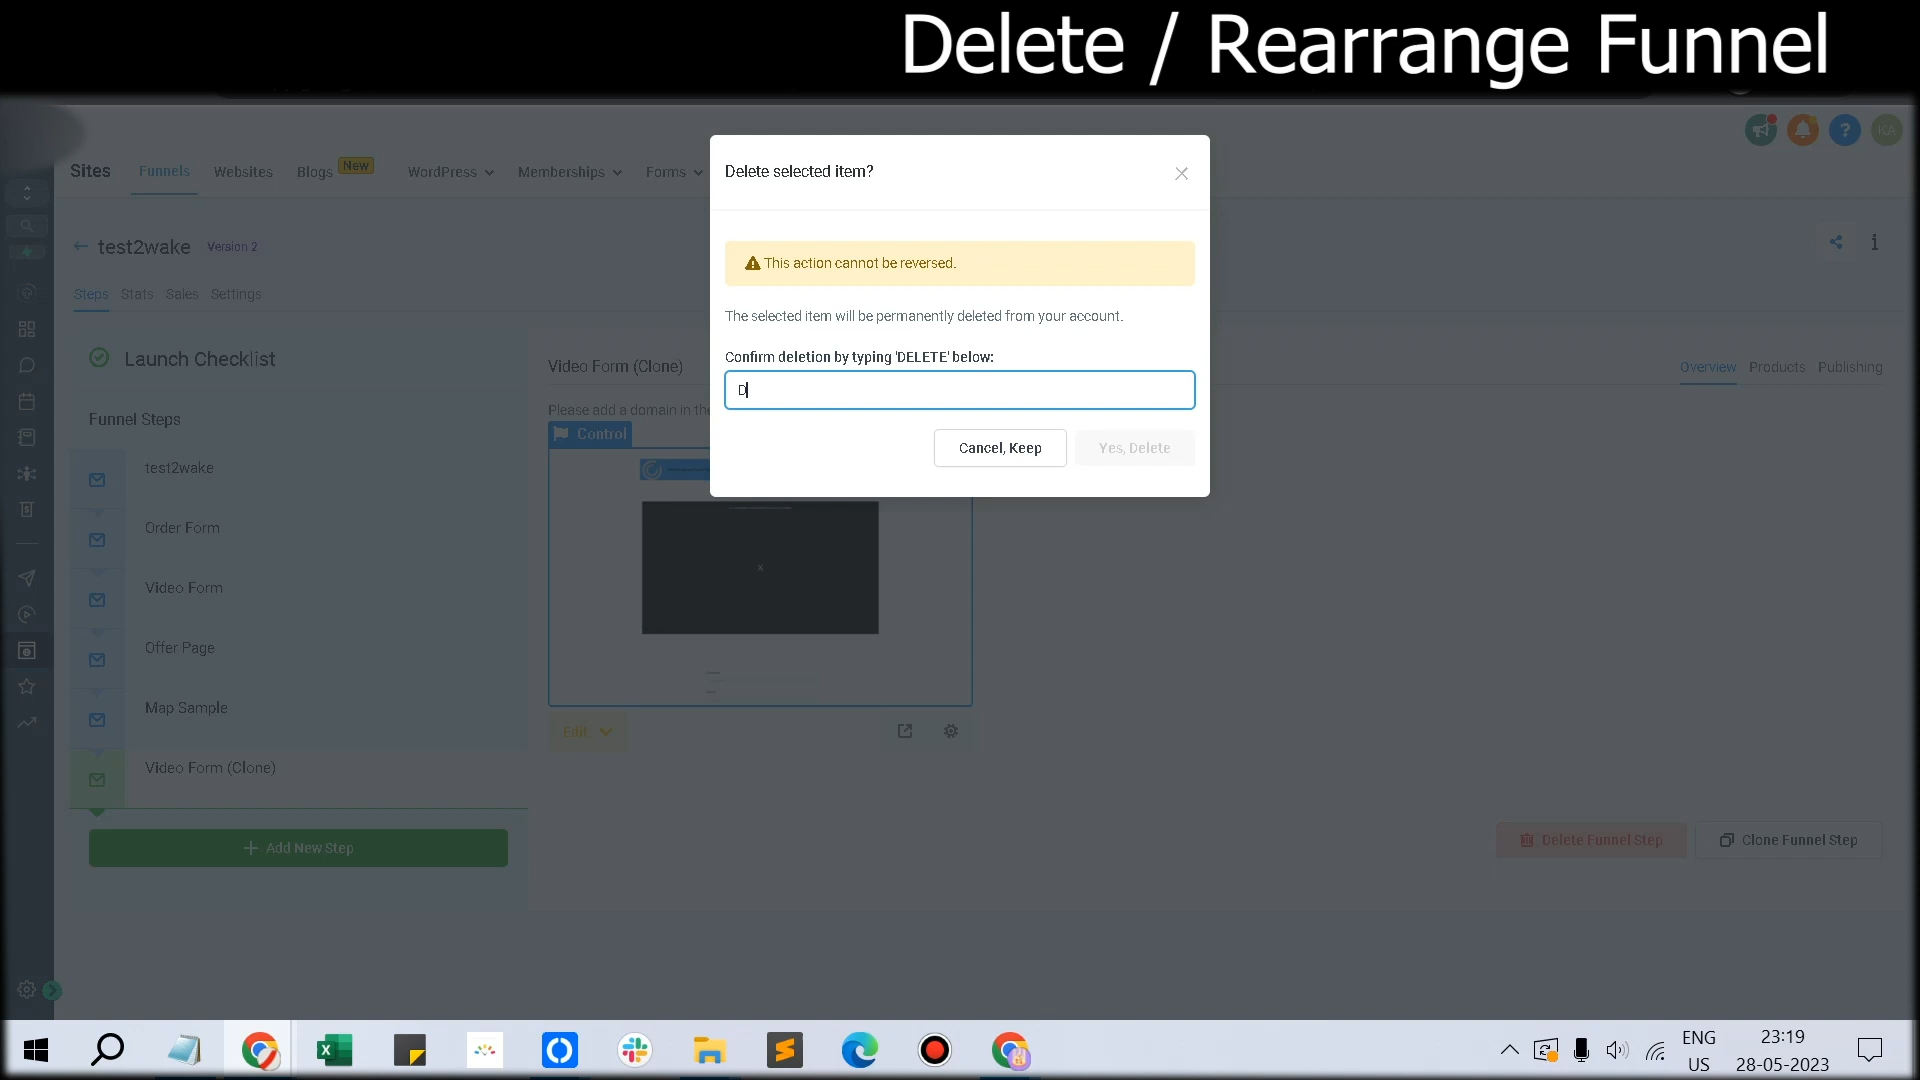 Delete / Rearrange Funnel
KA
Sites
Funnels
Websites
Blogs
New
WordPress
Memberships
Forms
test2wake
Version 2
Steps
Stats
Sales
Settings
Launch Checklist
Funnel Steps
test2wake
Order Form
Video Form
Offer Page
Map Sample
Video Form (Clone)
Add New Step
Video Form (Clone)
Overview
Products
Publishing
Please add a domain in the
Control
Edit
Delete Funnel Step
Clone Funnel Step
Delete selected item?
This action cannot be reversed.
The selected item will be permanently deleted from your account.
Confirm deletion by typing 'DELETE' below:
D
Cancel, Keep
Yes, Delete
ENG
US
23:19
28-05-2023